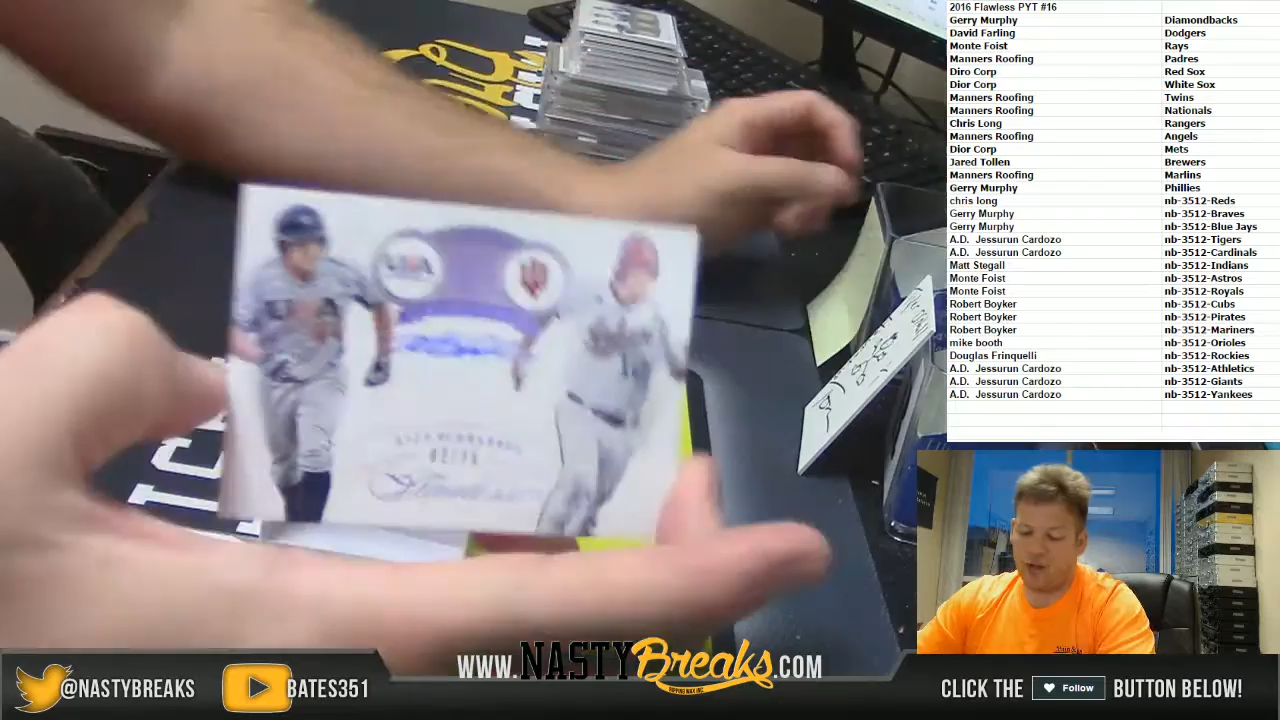 2016 Flawless PYT #16
Gerry Murphy Diamondbacks
David Farling Dodgers
Monte Foist Rays
Manners Roofing Padres
Diro Corp Red Sox
Dior Corp White Sox
Manners Roofing Twins
Manners Roofing Nationals
Chris Long Rangers
Manners Roofing Angels
Dior Corp Mets
Jared Tollen Brewers
Manners Roofing Marlins
Gerry Murphy Phillies
chris long nb-3512-Reds
Gerry Murphy nb-3512-Braves
Gerry Murphy nb-3512-Blue Jays
A.D. Jessurun Cardozo nb-3512-Tigers
A.D. Jessurun Cardozo nb-3512-Cardinals
Matt Stegall nb-3512-Indians
Monte Foist nb-3512-Astros
Monte Foist nb-3512-Royals
Robert Boyker nb-3512-Cubs
Robert Boyker nb-3512-Pirates
Robert Boyker nb-3512-Mariners
mike booth nb-3512-Orioles
Douglas Frinquelli nb-3512-Rockies
A.D. Jessurun Cardozo nb-3512-Athletics
A.D. Jessurun Cardozo nb-3512-Giants
A.D. Jessurun Cardozo nb-3512-Yankees
@NASTYBREAKS
BATES351
WWW.NASTYBreaks.COM
RIPPING WAX INC
CLICK THE Follow BUTTON BELOW!